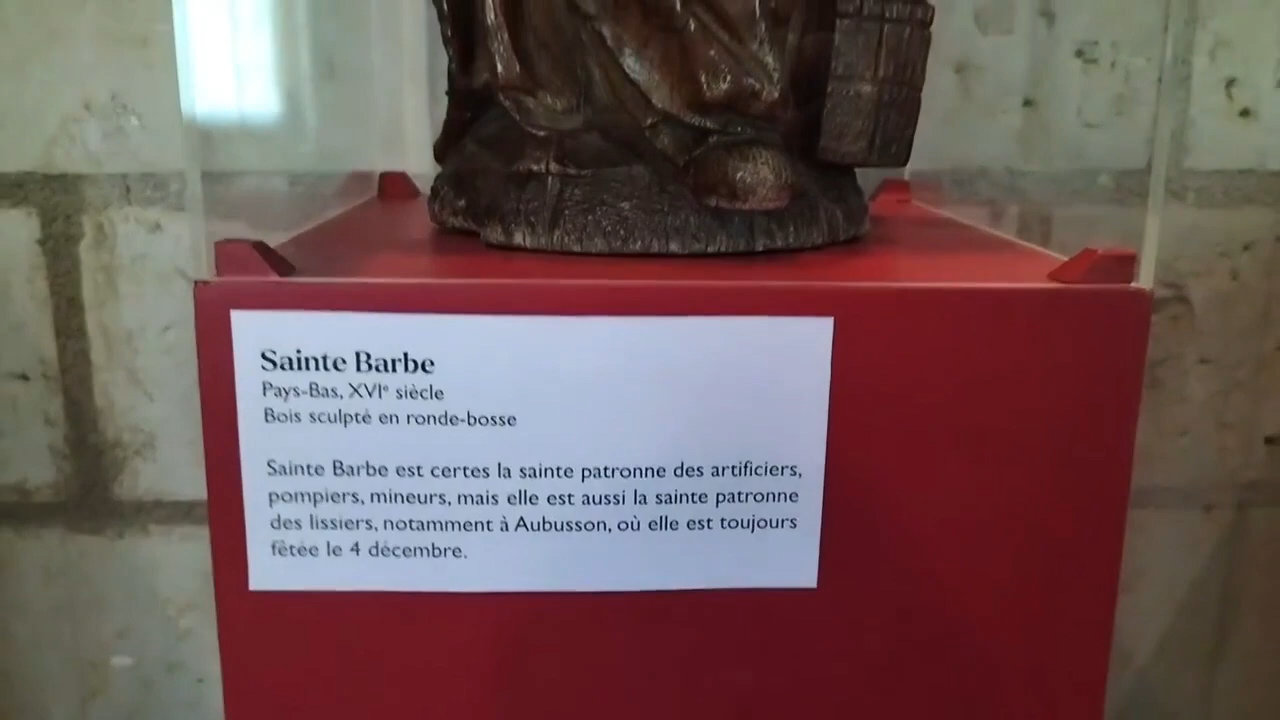 Sainte Barbe
Pays-Bas, XVIe siècle
Bois sculpté en ronde-bosse
Sainte Barbe est certes la sainte patronne des artificiers,
pompiers, mineurs, mais elle est aussi la sainte patronne
des lissiers, notamment à Aubusson, où elle est toujours
fêtée le 4 décembre.